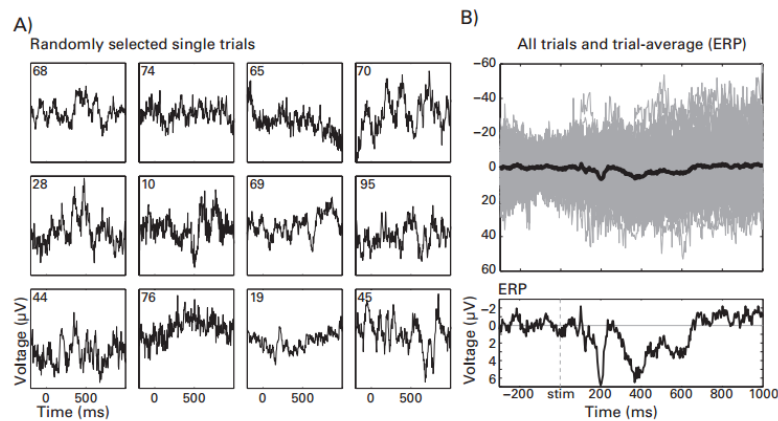 A)
Randomly selected single trials
68
74
65
70
28
10
69
95
44
76
19
45
Voltage (µV)
0 500
0 500
0 500
0 500
Time (ms)
B)
All trials and trial-average (ERP)
−60
−40
−20
0
20
40
60
ERP
Voltage (µV)
−2
0
2
4
6
−200 stim 200 400 600 800 1000
Time (ms)